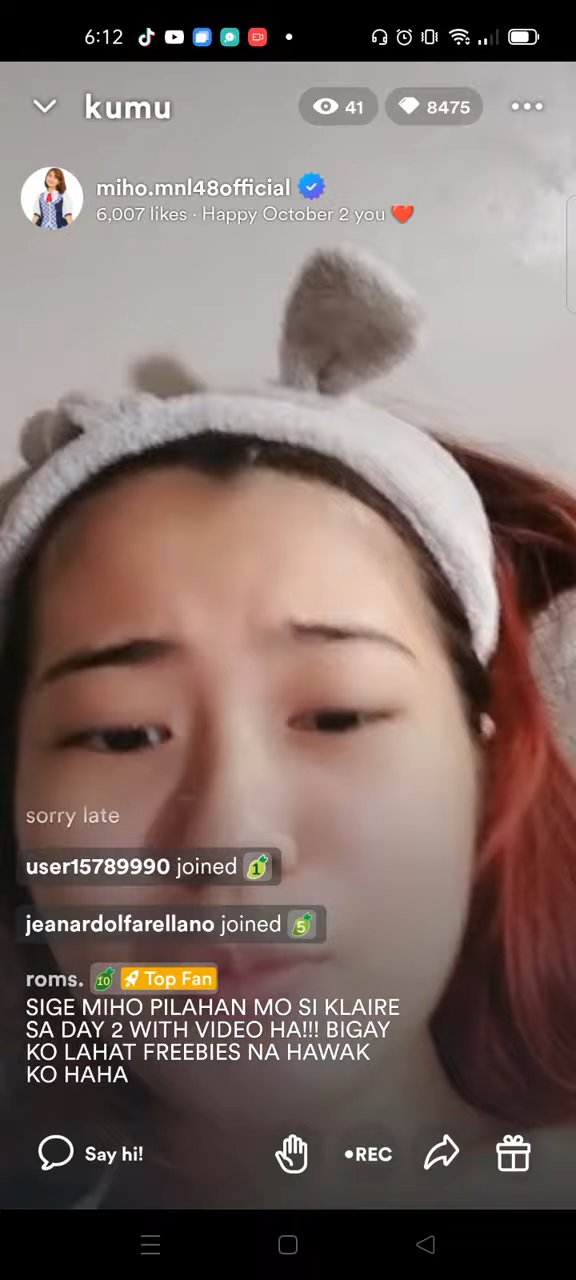 6:12
kumu
41
8475
miho.mnl48official
6,007 likes · Happy October 2 you ❤️
sorry late
user15789990 joined 1
jeanardolfarellano joined 5
roms. 10 Top Fan
SIGE MIHO PILAHAN MO SI KLAIRE
SA DAY 2 WITH VIDEO HA!!! BIGAY
KO LAHAT FREEBIES NA HAWAK
KO HAHA
Say hi!
•REC